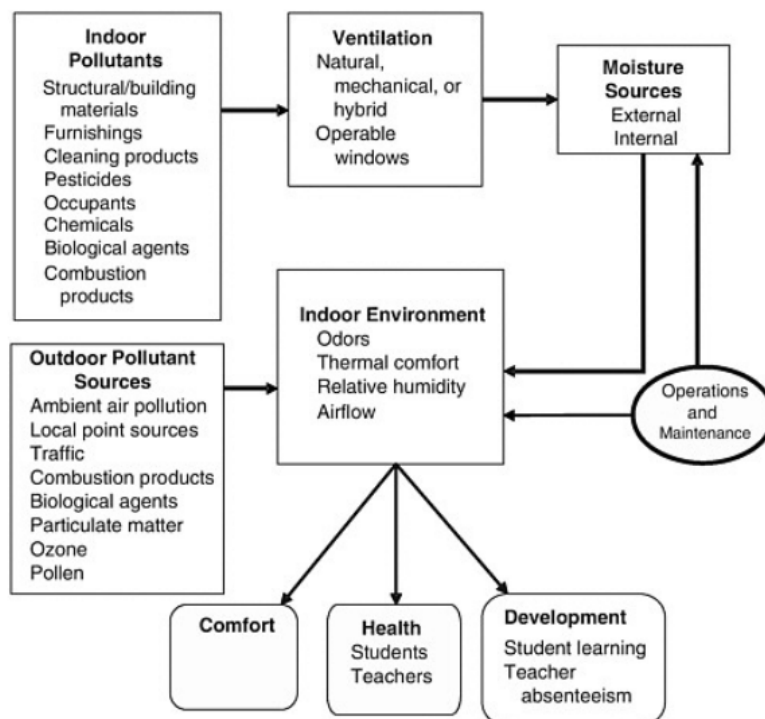 Indoor
Pollutants
Structural/building
materials
Furnishings
Cleaning products
Pesticides
Occupants
Chemicals
Biological agents
Combustion
products
Ventilation
Natural,
mechanical, or
hybrid
Operable
windows
Moisture
Sources
External
Internal
Outdoor Pollutant
Sources
Ambient air pollution
Local point sources
Traffic
Combustion products
Biological agents
Particulate matter
Ozone
Pollen
Indoor Environment
Odors
Thermal comfort
Relative humidity
Airflow
Operations
and
Maintenance
Comfort
Health
Students
Teachers
Development
Student learning
Teacher
absenteeism